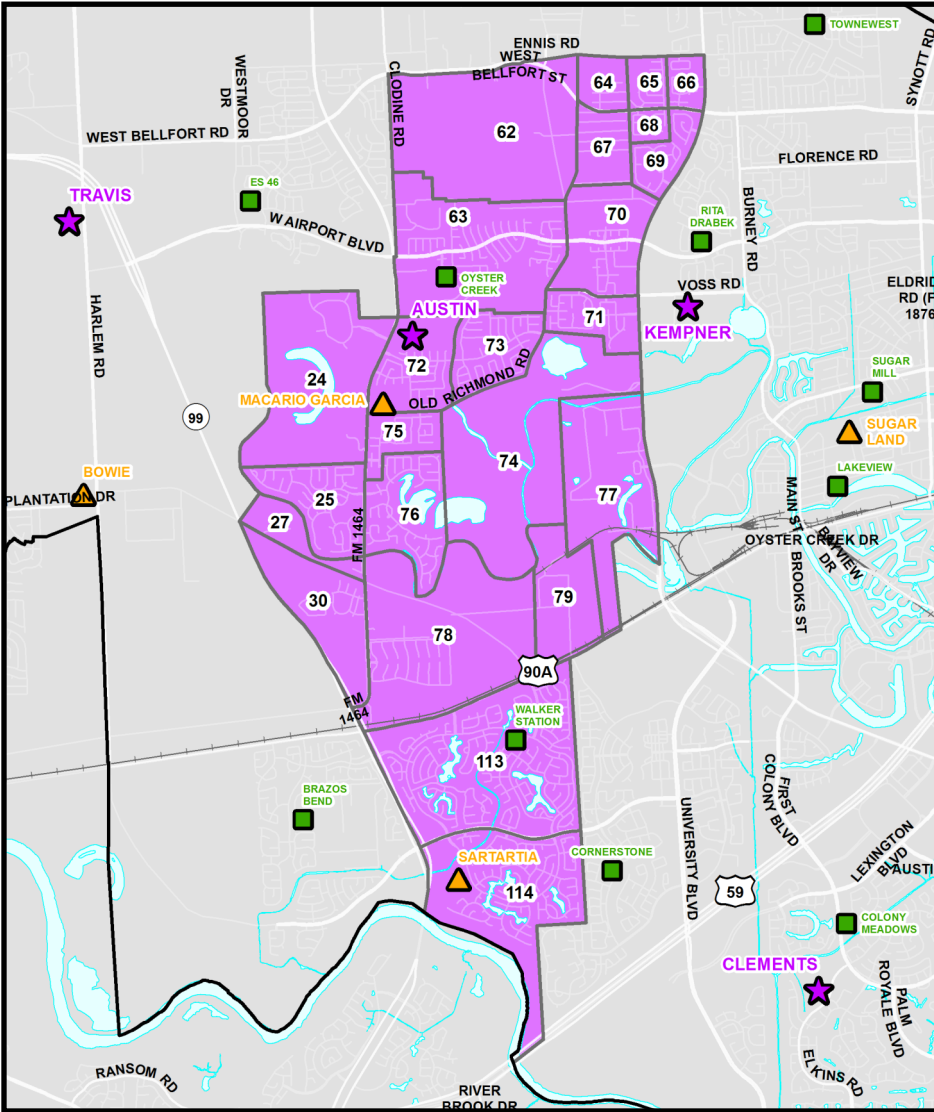 TOWNEWEST
ENNIS RD
WEST
BELLFORT ST
SYNOTT RD
CLODINE RD
WESTMOOR
DR
64
65
66
62
68
67
69
WEST BELLFORT RD
FLORENCE RD
ES 46
TRAVIS
63
70
W AIRPORT BLVD
RITA
DRABEK
BURNEY RD
OYSTER
CREEK
VOSS RD
ELDRID
RD (F
1876
AUSTIN
71
KEMPNER
HARLEM RD
72
73
24
OLD RICHMOND RD
MACARIO GARCIA
SUGAR
MILL
99
75
SUGAR
LAND
74
BOWIE
LAKEVIEW
PLANTATION DR
25
76
77
MAIN ST
27
FM 1464
OYSTER CREEK DR
BAYVIEW
DR
BROOKS ST
30
79
78
90A
FM
1464
WALKER
STATION
113
BRAZOS
BEND
FIRST
COLONY BLVD
UNIVERSITY BLVD
LEXINGTON
BLVD
AUSTI
SARTARTIA
CORNERSTONE
114
59
COLONY
MEADOWS
CLEMENTS
PALM
ROYALE BLVD
RANSOM RD
ELKINS RD
RIVER
BROOK DR